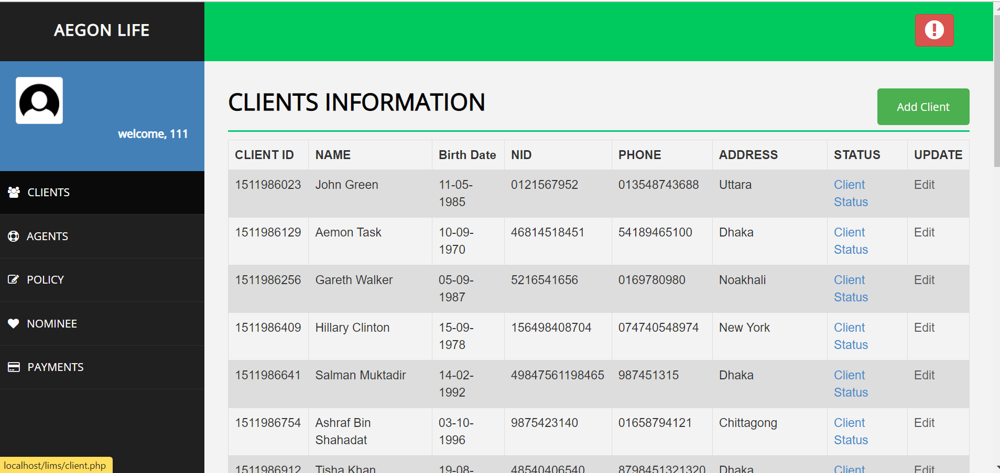 AEGON LIFE
welcome, 111
CLIENTS
AGENTS
POLICY
NOMINEE
PAYMENTS
localhost/lims/client.php
CLIENTS INFORMATION
Add Client
CLIENT ID NAME Birth Date NID PHONE ADDRESS STATUS UPDATE
1511986023 John Green 11-05- 0121567952 013548743688 Uttara Client Edit
1985 Status
1511986129 Aemon Task 10-09- 46814518451 54189465100 Dhaka Client Edit
1970 Status
1511986256 Gareth Walker 05-09- 5216541656 0169780980 Noakhali Client Edit
1987 Status
1511986409 Hillary Clinton 15-09- 156498408704 074740548974 New York Client Edit
1978 Status
1511986641 Salman Muktadir 14-02- 49847561198465 987451315 Dhaka Client Edit
1992 Status
1511986754 Ashraf Bin 03-10- 9875423140 01658794121 Chittagong Client Edit
Shahadat 1996 Status
1511986912 Tisha Khan 19-08- 48540406540 8798451321320 Dhaka Client Edit